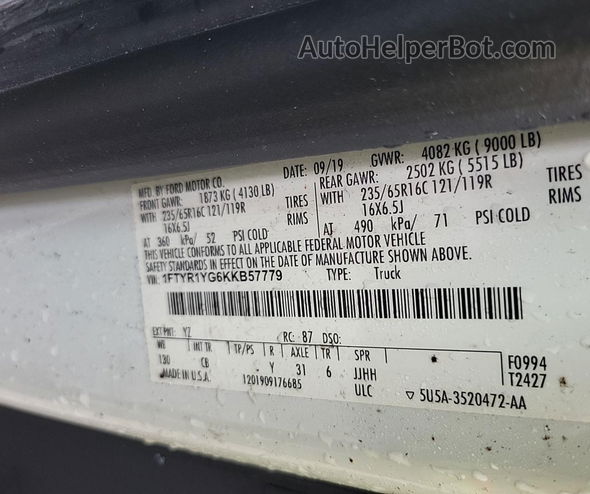 AutoHelperBot.com
MFD. BY FORD MOTOR CO. DATE: 09/19 GVWR: 4082 KG ( 9000 LB)
FRONT GAWR: 1873 KG ( 4130 LB) REAR GAWR: 2502 KG ( 5515 LB)
WITH 235/65R16C 121/119R TIRES WITH 235/65R16C 121/119R TIRES
16X6.5J RIMS 16X6.5J RIMS
AT 360 kPa/ 52 PSI COLD AT 490 kPa/ 71 PSI COLD
THIS VEHICLE CONFORMS TO ALL APPLICABLE FEDERAL MOTOR VEHICLE
SAFETY STANDARDS IN EFFECT ON THE DATE OF MANUFACTURE SHOWN ABOVE.
VIN: 1FTYR1YG6KKB57779 TYPE: Truck
EXT PNT: YZ RC: 87 DSO:
WB INT TR TP/PS R AXLE TR SPR F0994
130 CB Y 31 6 JJHH T2427
MADE IN U.S.A. 1201909176685 ULC ▽ 5U5A-3520472-AA